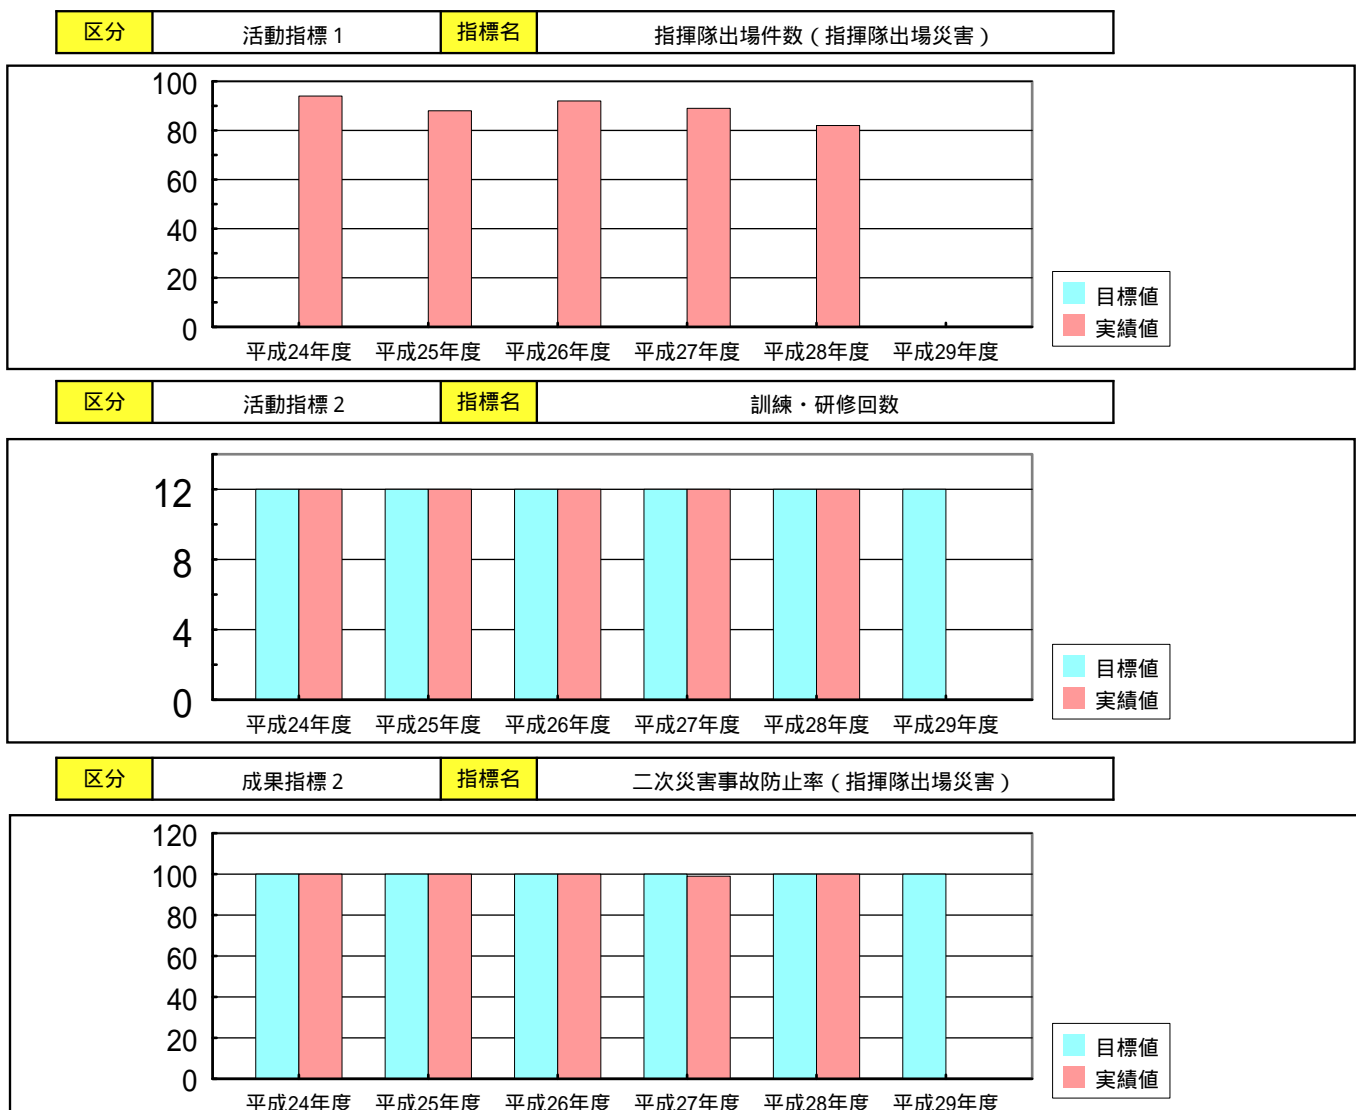 区分 活動指標1 指標名 指揮隊出場件数(指揮隊出場災害)
100
80
60
40
20
0
平成24年度 平成25年度 平成26年度 平成27年度 平成28年度 平成29年度
目標値
実績値
区分 活動指標2 指標名 訓練・研修回数
12
8
4
0
平成24年度 平成25年度 平成26年度 平成27年度 平成28年度 平成29年度
目標値
実績値
区分 成果指標2 指標名 二次災害事故防止率(指揮隊出場災害)
120
100
80
60
40
20
0
平成24年度 平成25年度 平成26年度 平成27年度 平成28年度 平成29年度
目標値
実績値